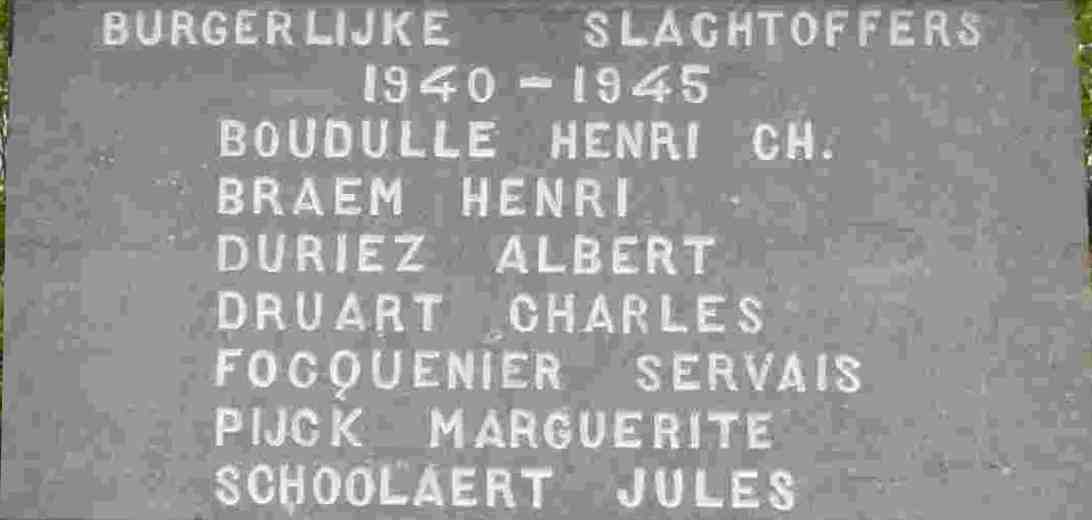 BURGERLIJKE SLACHTOFFERS
1940 - 1945
BOUDULLE HENRI CH.
BRAEM HENRI
DURIEZ ALBERT
DRUART CHARLES
FOCQUENIER SERVAIS
PIJCK MARGUERITE
SCHOOLAERT JULES